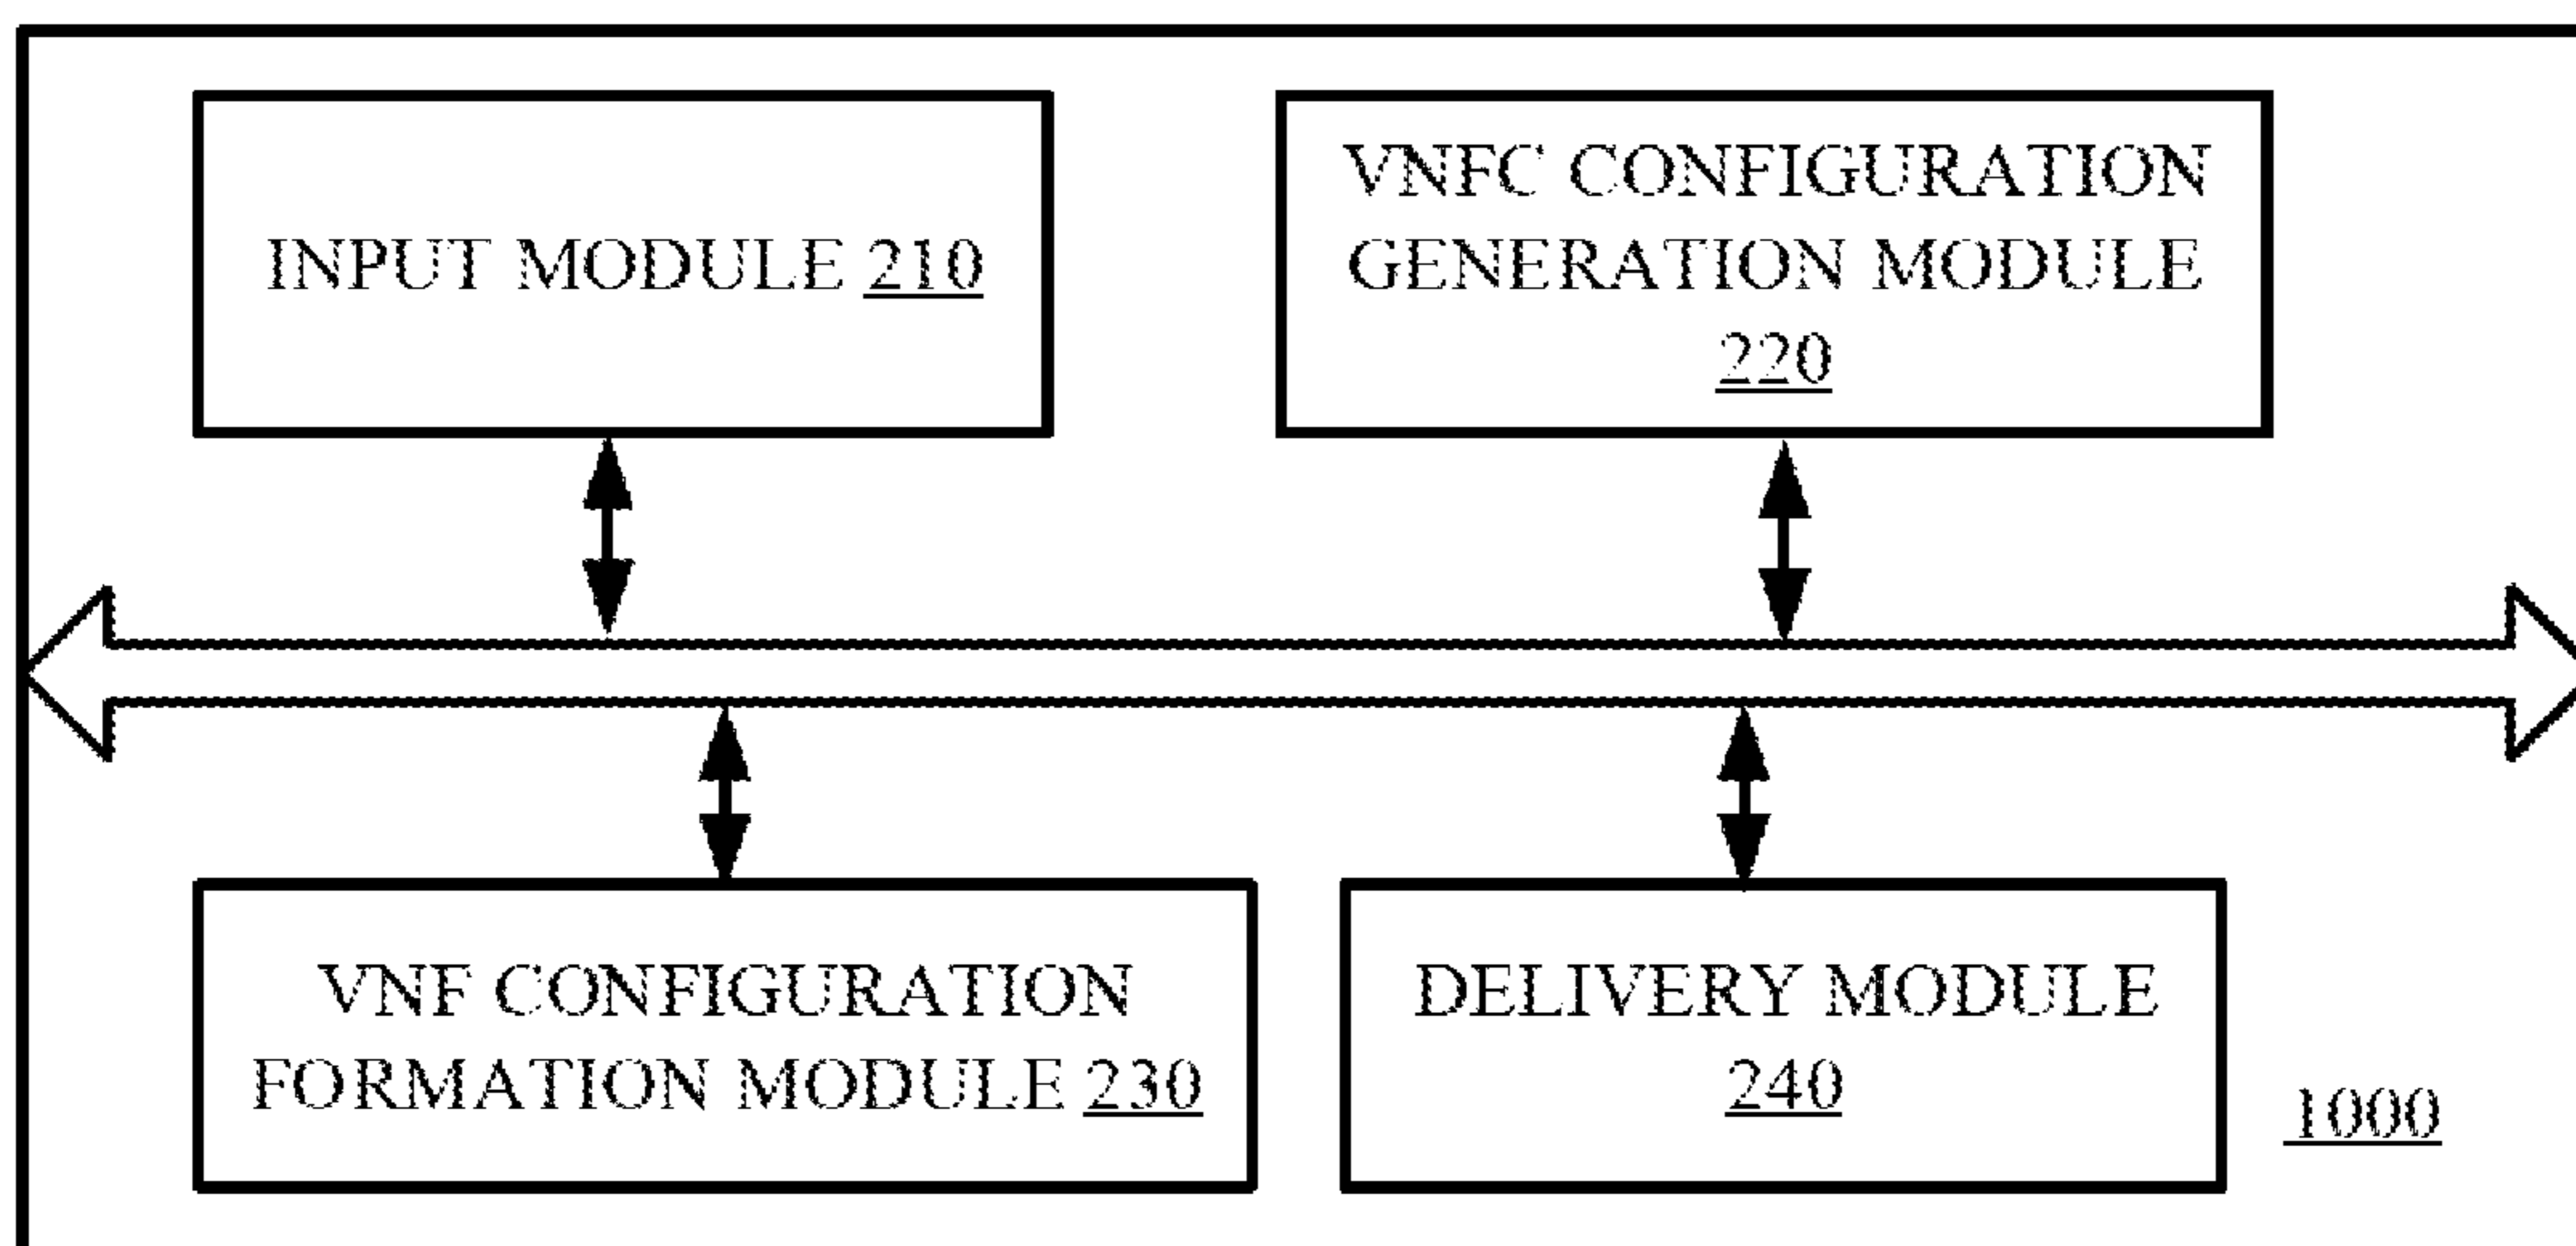 INPUT MODULE 210
VNFC CONFIGURATION
GENERATION MODULE
220
VNF CONFIGURATION
FORMATION MODULE 230
DELIVERY MODULE
240
1000